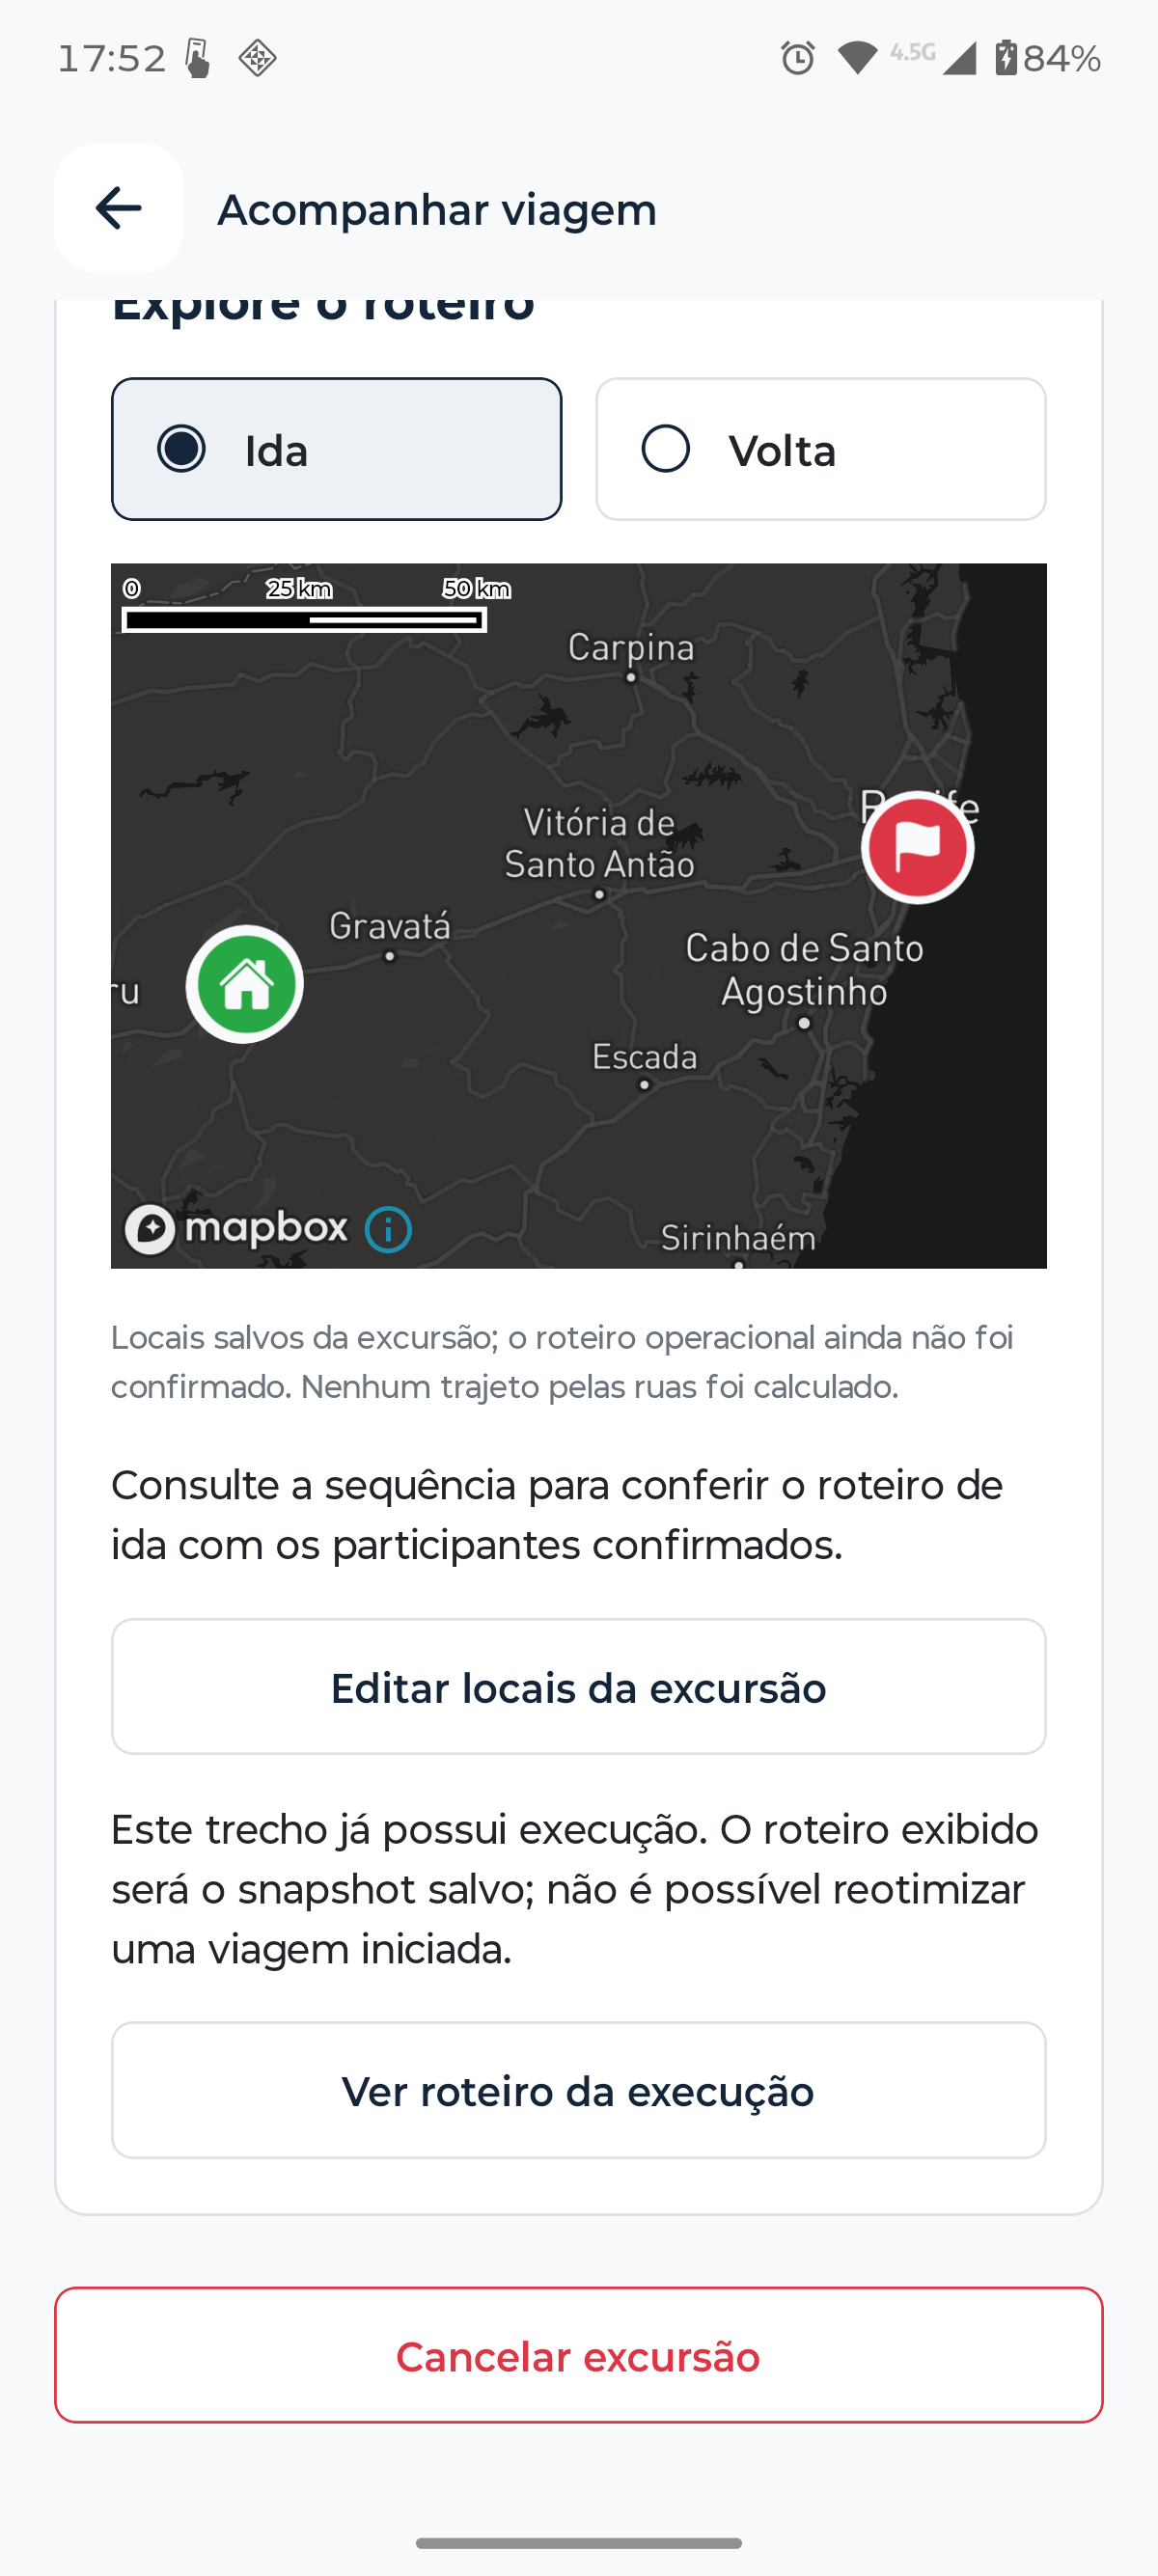 17:52
4.5G
84%
Acompanhar viagem
Explore o roteiro
Ida
Volta
0 25 km 50 km
Carpina
Vitória de
Santo Antão
Gravatá
ru
Cabo de Santo
Agostinho
Escada
Sirinhaém
mapbox
Locais salvos da excursão; o roteiro operacional ainda não foi
confirmado. Nenhum trajeto pelas ruas foi calculado.
Consulte a sequência para conferir o roteiro de
ida com os participantes confirmados.
Editar locais da excursão
Este trecho já possui execução. O roteiro exibido
será o snapshot salvo; não é possível reotimizar
uma viagem iniciada.
Ver roteiro da execução
Cancelar excursão